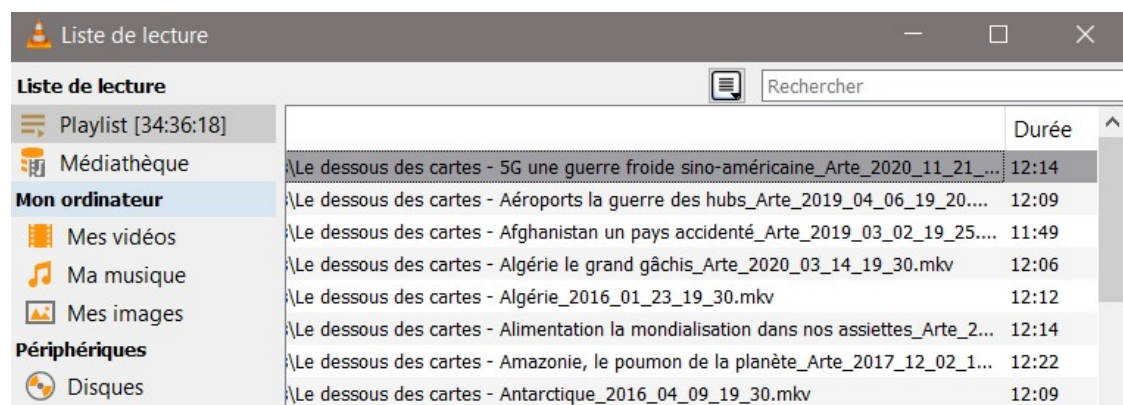 Liste de lecture
Liste de lecture
Rechercher
Playlist [34:36:18]
Durée
Médiathèque
\Le dessous des cartes - 5G une guerre froide sino-américaine_Arte_2020_11_21_... 12:14
Mon ordinateur
\Le dessous des cartes - Aéroports la guerre des hubs_Arte_2019_04_06_19_20.... 12:09
Mes vidéos
\Le dessous des cartes - Afghanistan un pays accidenté_Arte_2019_03_02_19_25.... 11:49
Ma musique
\Le dessous des cartes - Algérie le grand gâchis_Arte_2020_03_14_19_30.mkv 12:06
\Le dessous des cartes - Algérie_2016_01_23_19_30.mkv 12:12
Mes images
\Le dessous des cartes - Alimentation la mondialisation dans nos assiettes_Arte_2... 12:14
Périphériques
\Le dessous des cartes - Amazonie, le poumon de la planète_Arte_2017_12_02_1... 12:22
Disques
\Le dessous des cartes - Antarctique_2016_04_09_19_30.mkv 12:09